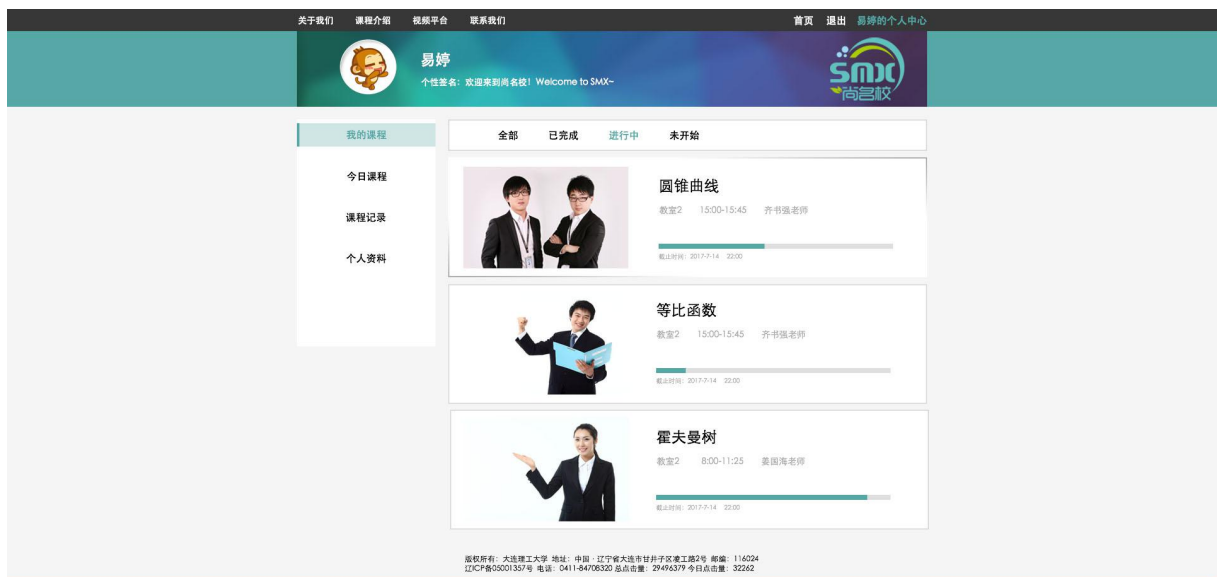 关于我们 课程介绍 视频平台 联系我们 首页 退出 易婷的个人中心
易婷
个性签名：欢迎来到尚名校！Welcome to SMX~
smx
尚名校
我的课程
今日课程
课程记录
个人资料
全部 已完成 进行中 未开始
圆锥曲线
教室2 15:00-15:45 齐书强老师
截止时间：2017-7-14 22:00
等比函数
教室2 15:00-15:45 齐书强老师
截止时间：2017-7-14 22:00
霍夫曼树
教室2 8:00-11:25 姜国海老师
截止时间：2017-7-14 22:00
版权所有：大连理工大学 地址：中国·辽宁省大连市甘井子区凌工路2号 邮编：116024
辽ICP备05001357号 电话：0411-84708320 总点击量：29496379 今日点击量：32262